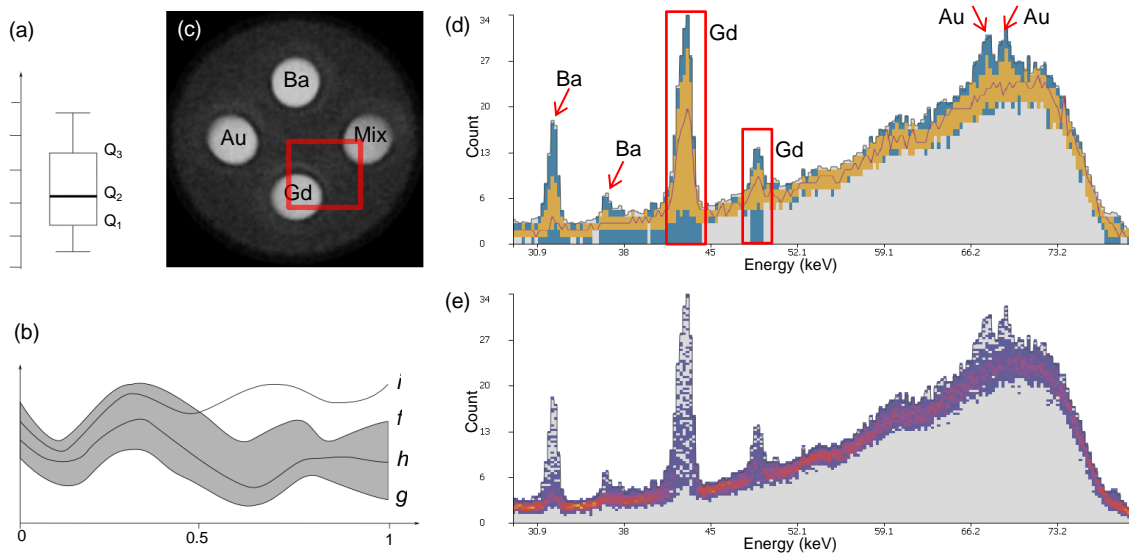 (a)
Q3
Q2
Q1
(c)
Ba
Au
Mix
Gd
(b)
i
f
h
g
0
0.5
1
(d)
34
27
20
13
6
0
Count
Ba
Ba
Gd
Gd
Au
Au
30.9 38 45 52.1 59.1 66.2 73.2
Energy (keV)
(e)
34
27
20
13
6
0
Count
30.9 38 45 52.1 59.1 66.2 73.2
Energy (keV)